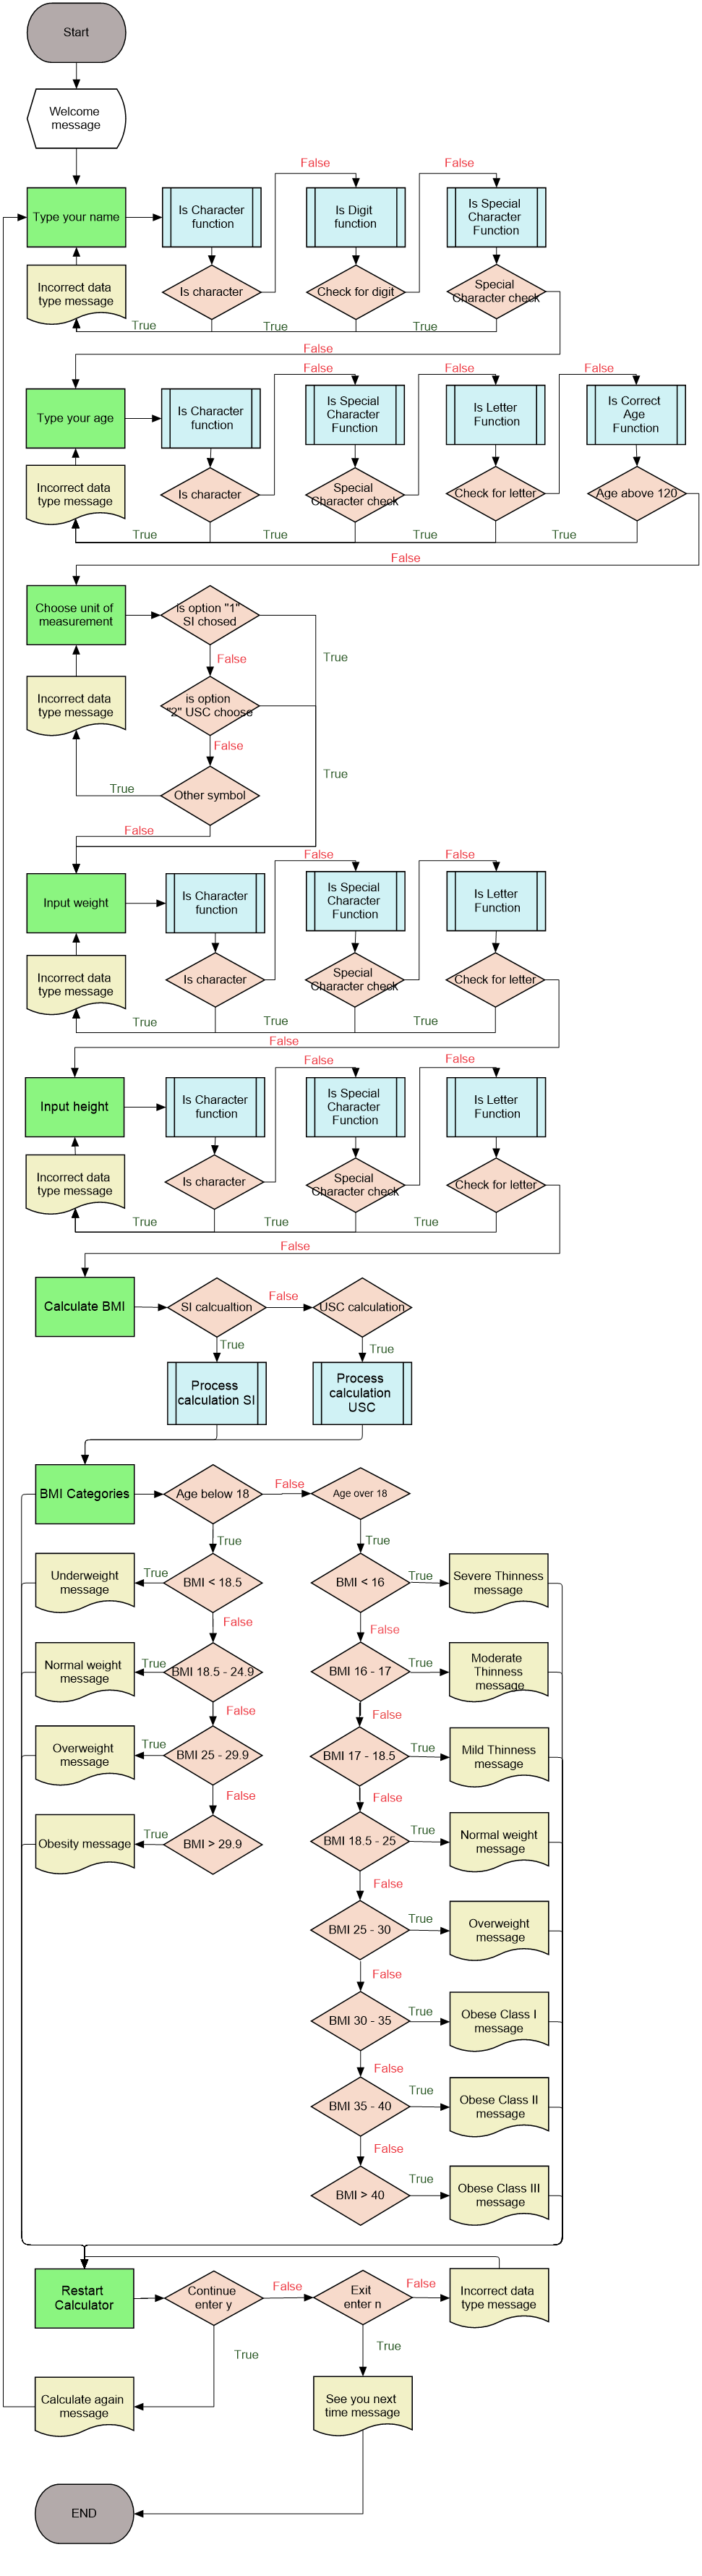 Start
Welcome
message
False
False
Type your name
Is Character
function
Is Digit
function
Is Special
Character
Function
Incorrect data
type message
Is character
Check for digit
Special
Character check
True
True
True
False
False
False
False
Type your age
Is Character
function
Is Special
Character
Function
Is Letter
Function
Is Correct
Age
Function
Incorrect data
type message
Is character
Special
Character check
Check for letter
Age above 120
True
True
True
True
False
Choose unit of
measurement
is option "1"
SI chosed
True
False
Incorrect data
type message
is option
"2" USC choose
False
True
True
Other symbol
False
False
False
Input weight
Is Character
function
Is Special
Character
Function
Is Letter
Function
Incorrect data
type message
Is character
Special
Character check
Check for letter
True
True
True
False
False
False
Input height
Is Character
function
Is Special
Character
Function
Is Letter
Function
Incorrect data
type message
Is character
Special
Character check
Check for letter
True
True
True
False
Calculate BMI
SI calcualtion
False
USC calculation
True
True
Process
calculation SI
Process
calculation
USC
BMI Categories
Age below 18
False
Age over 18
True
True
Underweight
message
True
BMI < 18.5
BMI < 16
True
Severe Thinness
message
False
False
Normal weight
message
True
BMI 18.5 - 24.9
BMI 16 - 17
True
Moderate
Thinness
message
False
False
Overweight
message
True
BMI 25 - 29.9
BMI 17 - 18.5
True
Mild Thinness
message
False
False
Obesity message
True
BMI > 29.9
BMI 18.5 - 25
True
Normal weight
message
False
BMI 25 - 30
True
Overweight
message
False
BMI 30 - 35
True
Obese Class I
message
False
BMI 35 - 40
True
Obese Class II
message
False
BMI > 40
True
Obese Class III
message
Restart
Calculator
Continue
enter y
False
Exit
enter n
False
Incorrect data
type message
True
True
Calculate again
message
See you next
time message
END